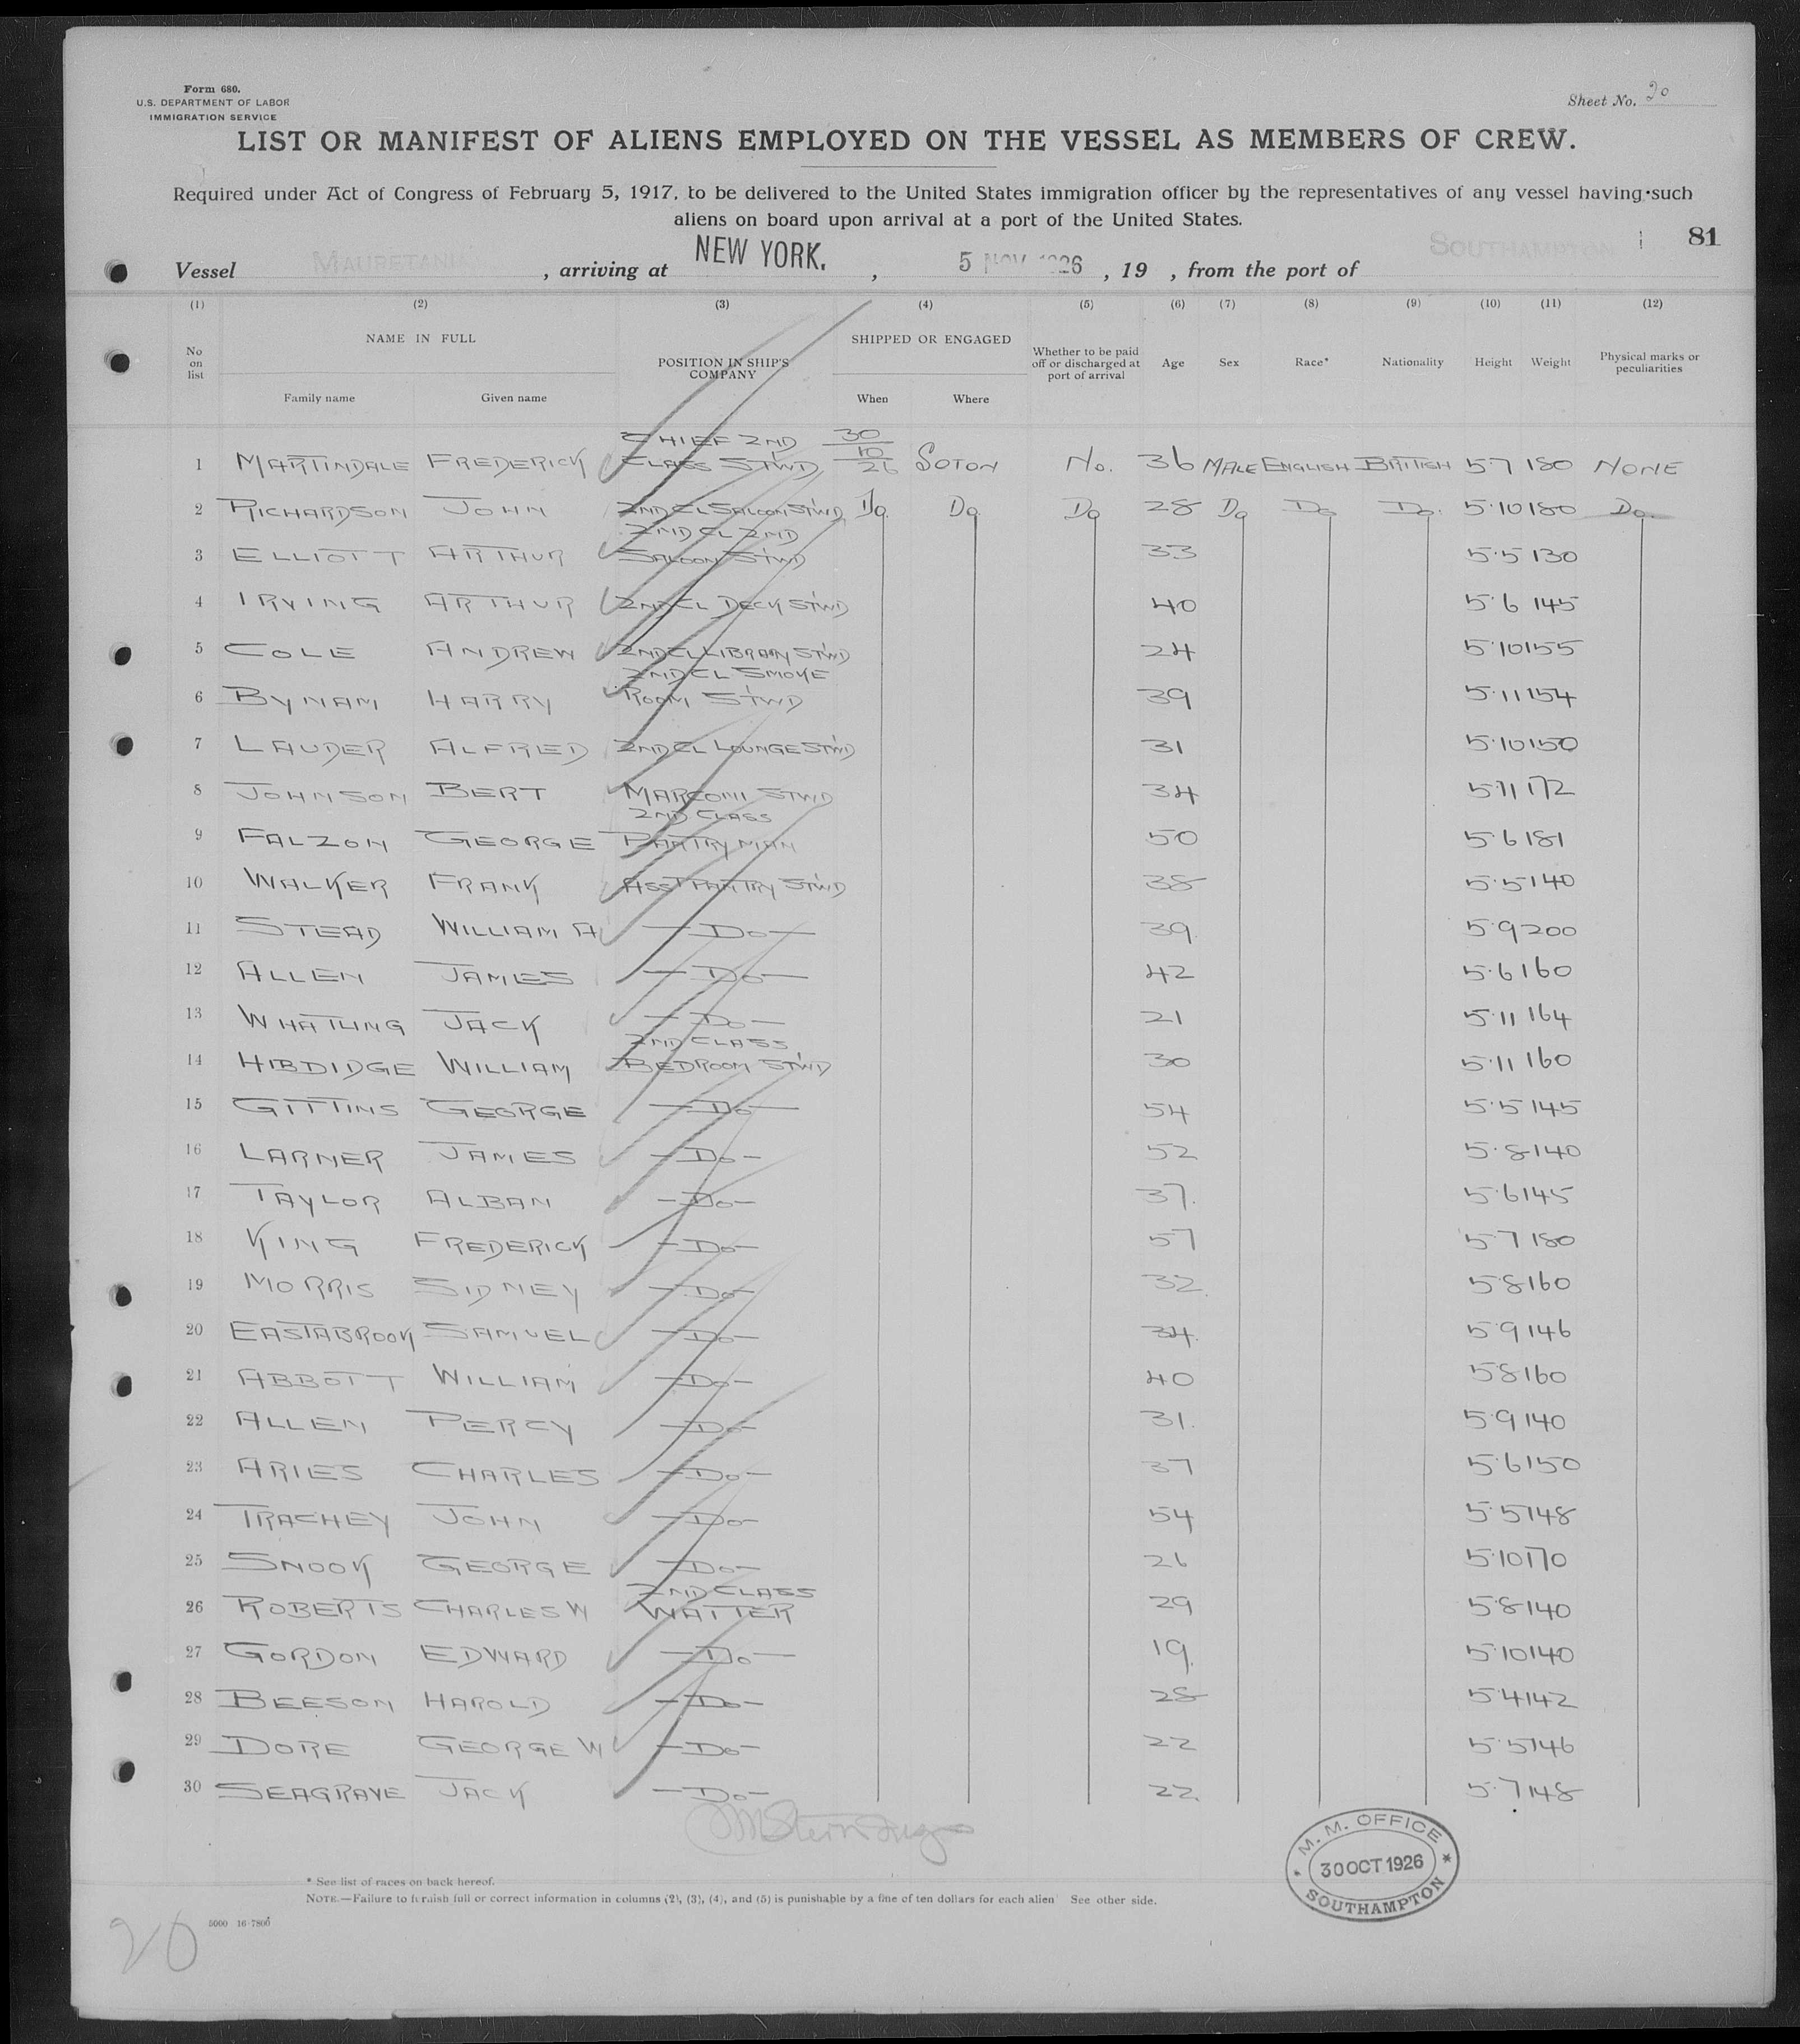 Form 680.
U.S. DEPARTMENT OF LABOR
IMMIGRATION SERVICE
Sheet No. 20
LIST OR MANIFEST OF ALIENS EMPLOYED ON THE VESSEL AS MEMBERS OF CREW.
Required under Act of Congress of February 5, 1917, to be delivered to the United States immigration officer by the representatives of any vessel having such
aliens on board upon arrival at a port of the United States.
81
Vessel MAURETANIA, arriving at NEW YORK., 5 NOV 1926, 19 , from the port of SOUTHAMPTON
(1) (2) (3) (4) (5) (6) (7) (8) (9) (10) (11) (12)
No on list NAME IN FULL POSITION IN SHIP'S COMPANY SHIPPED OR ENGAGED Whether to be paid off or discharged at port of arrival Age Sex Race* Nationality Height Weight Physical marks or peculiarities
Family name Given name When Where
1 MARTINDALE FREDERICK CHIEF 2ND CLASS STWD 30/10/26 SOTON No. 36 MALE ENGLISH BRITISH 5·7 180 NONE
2 RICHARDSON JOHN 2ND CL SALOON STWD Do Do Do 28 Do Do Do. 5·10 180 Do.
3 ELLIOTT ARTHUR 2ND CL 2ND SALOON STWD 33 5·5 130
4 IRVING ARTHUR 2ND CL DECK STWD 40 5·6 145
5 COLE ANDREW 2ND CL LIBRARY STWD 24 5·10 155
6 BYNAM HARRY 2ND CL SMOKE ROOM STWD 39 5·11 154
7 LAUDER ALFRED 2ND CL LOUNGE STWD 31 5·10 150
8 JOHNSON BERT MARCONI STWD 34 5·11 172
9 FALZON GEORGE 2ND CLASS PANTRYMAN 50 5·6 181
10 WALKER FRANK ASST PANTRY STWD 38 5·5 140
11 STEAD WILLIAM A —Do— 39 5·9 200
12 ALLEN JAMES —Do— 42 5·6 160
13 WHATLING JACK —Do— 21 5·11 164
14 HIBDIDGE WILLIAM 2ND CLASS BEDROOM STWD 30 5·11 160
15 GITTINS GEORGE —Do— 54 5·5 145
16 LARNER JAMES —Do— 52 5·8 140
17 TAYLOR ALBAN —Do— 37. 5·6 145
18 KING FREDERICK —Do— 57 5·7 180
19 MORRIS SIDNEY —Do— 32. 5·8 160
20 EASTABROOK SAMUEL —Do— 34. 5·9 146
21 ABBOTT WILLIAM —Do— 40 5·8 160
22 ALLEN PERCY —Do— 31. 5·9 140
23 ARIES CHARLES —Do— 37 5·6 150
24 TRACHEY JOHN —Do— 54 5·5 148
25 SNOOK GEORGE —Do— 26 5·10 170
26 ROBERTS CHARLES W 2ND CLASS WAITER 29 5·8 140
27 GORDON EDWARD —Do— 19. 5·10 140
28 BEESON HAROLD —Do— 28 5·4 142
29 DORE GEORGE W —Do— 22 5·5 146
30 SEAGRAVE JACK —Do— 22. 5·7 148
M. M. OFFICE
30 OCT 1926
SOUTHAMPTON
* See list of races on back hereof.
NOTE.—Failure to furnish full or correct information in columns (2), (3), (4), and (5) is punishable by a fine of ten dollars for each alien See other side.
5000 16-7800
20